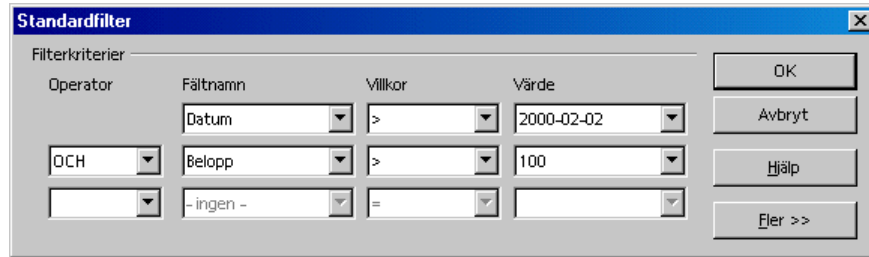 Standardfilter
Filterkriterier
Operator Fältnamn Villkor Värde
Datum > 2000-02-02
OCH Belopp > 100
- ingen - =
OK
Avbryt
Hjälp
Fler >>